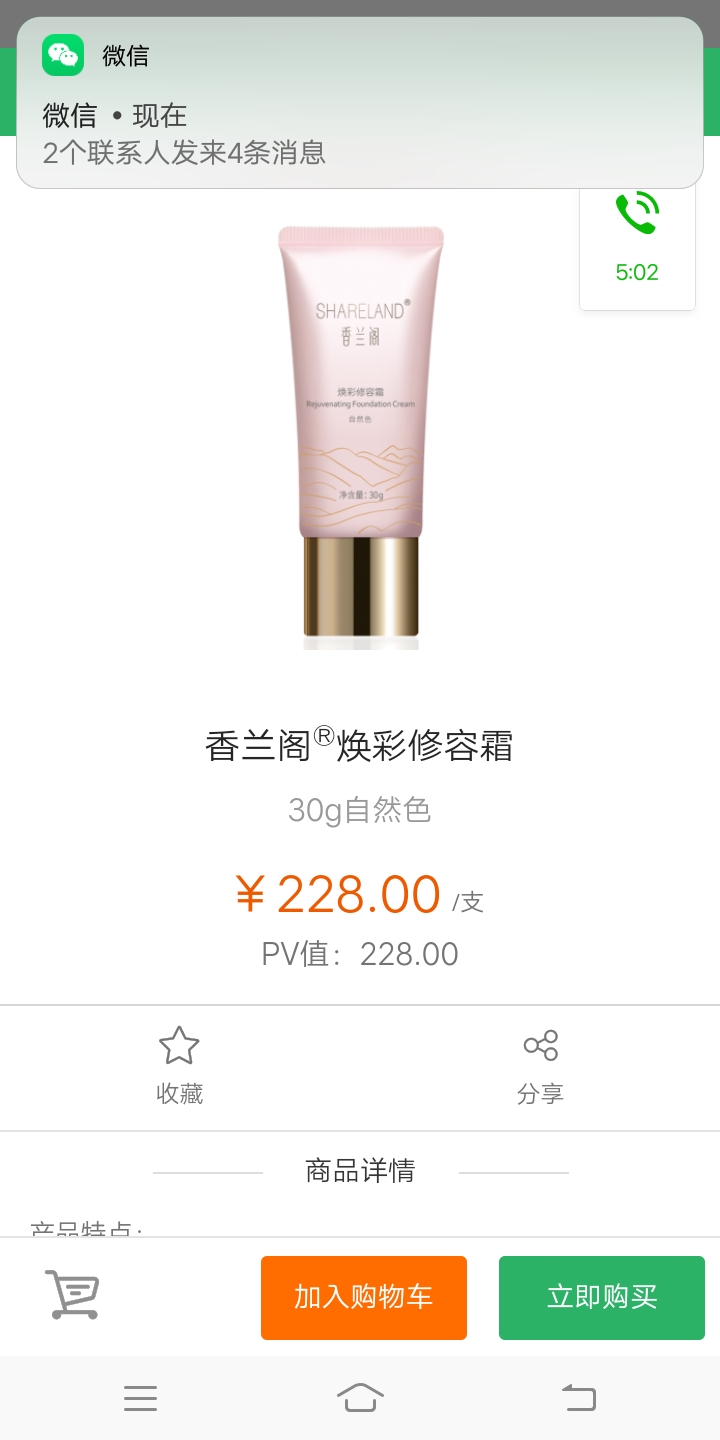 微信
微信 • 现在
2个联系人发来4条消息
5:02
SHARELAND®
香兰阁
焕彩修容霜
Rejuvenating Foundation Cream
自然色
净含量: 30g
香兰阁®焕彩修容霜
30g自然色
¥ 228.00 /支
PV值: 228.00
收藏
分享
商品详情
产品特点:
加入购物车
立即购买